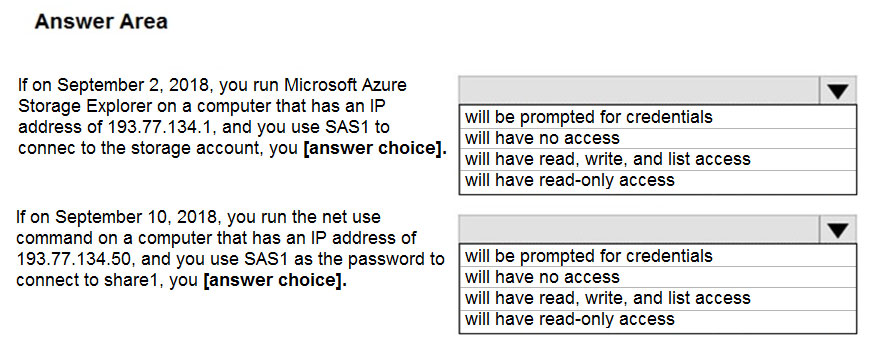 Answer Area
If on September 2, 2018, you run Microsoft Azure
Storage Explorer on a computer that has an IP
address of 193.77.134.1, and you use SAS1 to
connec to the storage account, you [answer choice].
will be prompted for credentials
will have no access
will have read, write, and list access
will have read-only access
If on September 10, 2018, you run the net use
command on a computer that has an IP address of
193.77.134.50, and you use SAS1 as the password to
connect to share1, you [answer choice].
will be prompted for credentials
will have no access
will have read, write, and list access
will have read-only access